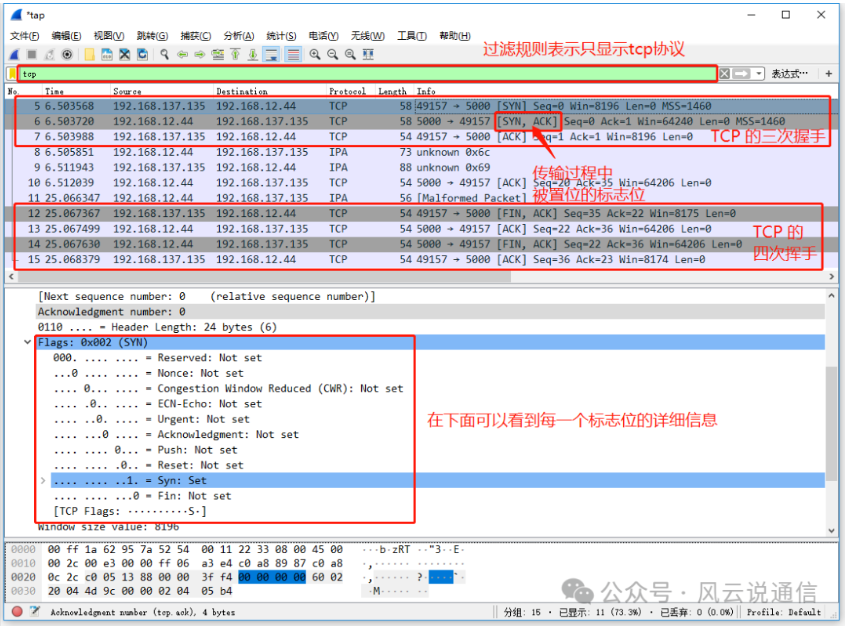 *tap
文件(F) 编辑(E) 视图(V) 跳转(G) 捕获(C) 分析(A) 统计(S) 电话(Y) 无线(W) 工具(T) 帮助(H)
过滤规则表示只显示tcp协议
tcp
表达式…
+
No. Time Source Destination Protocol Length Info
5 6.503568 192.168.137.135 192.168.12.44 TCP 58 49157 → 5000 [SYN] Seq=0 Win=8196 Len=0 MSS=1460
6 6.503720 192.168.12.44 192.168.137.135 TCP 58 5000 → 49157 [SYN, ACK] Seq=0 Ack=1 Win=64240 Len=0 MSS=1460
7 6.503988 192.168.137.135 192.168.12.44 TCP 54 49157 → 5000 [ACK] Seq=1 Ack=1 Win=8196 Len=0
TCP 的三次握手
8 6.505851 192.168.137.135 192.168.12.44 IPA 73 unknown 0x6c
9 6.511943 192.168.137.135 192.168.12.44 IPA 88 unknown 0x69
传输过程中
10 6.512039 192.168.12.44 192.168.137.135 TCP 54 5000 → 49157 [ACK] Seq=20 Ack=35 Win=64206 Len=0
11 25.066347 192.168.12.44 192.168.137.135 IPA 56 [Malformed Packet]
被置位的标志位
12 25.067367 192.168.137.135 192.168.12.44 TCP 54 49157 → 5000 [FIN, ACK] Seq=35 Ack=22 Win=8175 Len=0
13 25.067499 192.168.12.44 192.168.137.135 TCP 54 5000 → 49157 [ACK] Seq=22 Ack=36 Win=64206 Len=0
14 25.067630 192.168.12.44 192.168.137.135 TCP 54 5000 → 49157 [FIN, ACK] Seq=22 Ack=36 Win=64206 Len=0
15 25.068379 192.168.137.135 192.168.12.44 TCP 54 49157 → 5000 [ACK] Seq=36 Ack=23 Win=8174 Len=0
TCP 的
四次挥手
[Next sequence number: 0 (relative sequence number)]
Acknowledgment number: 0
0110 .... = Header Length: 24 bytes (6)
Flags: 0x002 (SYN)
000. .... .... = Reserved: Not set
...0 .... .... = Nonce: Not set
.... 0... .... = Congestion Window Reduced (CWR): Not set
.... .0.. .... = ECN-Echo: Not set
.... ..0. .... = Urgent: Not set
.... ...0 .... = Acknowledgment: Not set
.... .... 0... = Push: Not set
.... .... .0.. = Reset: Not set
.... .... ..1. = Syn: Set
.... .... ...0 = Fin: Not set
[TCP Flags: ··········S·]
Window size value: 8196
在下面可以看到每一个标志位的详细信息
0000 00 ff 1a 62 95 7a 52 54 00 11 22 33 08 00 45 00 ···b·zRT ··"3··E·
0010 00 2c 00 e3 00 00 ff 06 a3 e4 c0 a8 89 87 c0 a8 ·,······ ········
0020 0c 2c c0 05 13 88 00 00 3f f4 00 00 00 00 60 02 ·,······ ?·····`·
0030 20 04 4d 9c 00 00 02 04 05 b4 ·M····· ··
公众号 · 风云说通信
Acknowledgment number (tcp.ack), 4 bytes
分组: 15 · 已显示: 11 (73.3%) · 已丢弃: 0 (0.0%)
Profile: Default